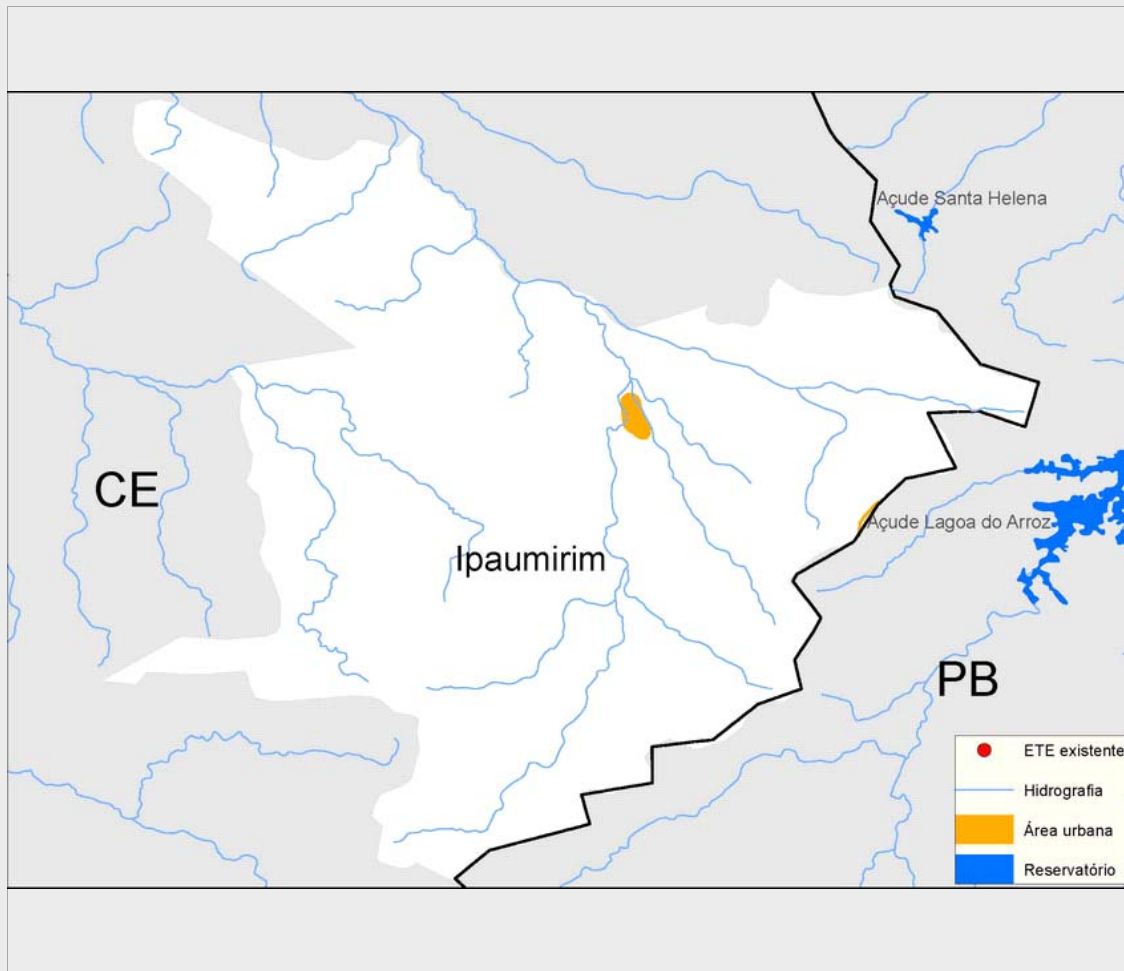 Açude Santa Helena
CE
Açude Lagoa do Arroz
Ipaumirim
PB
ETE existente
Hidrografia
Área urbana
Reservatório